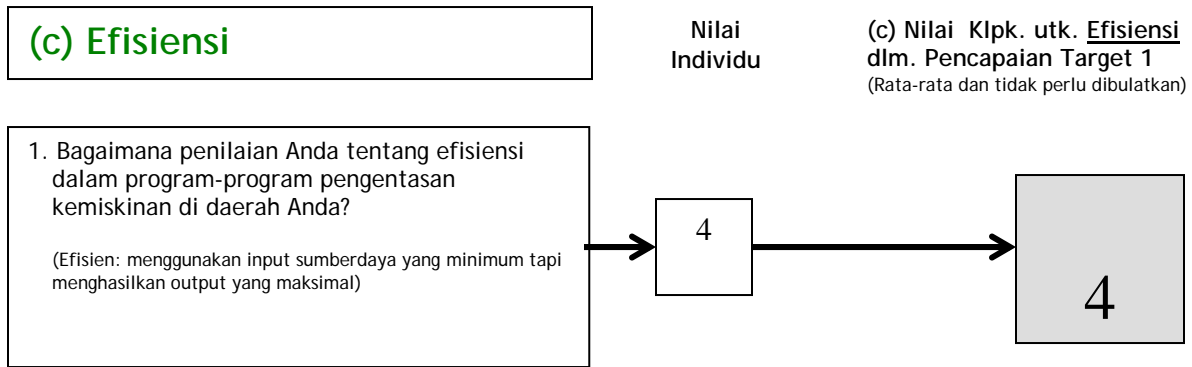 (c) Efisiensi
Nilai
Individu
(c) Nilai Klpk. utk. Efisiensi
dlm. Pencapaian Target 1
(Rata-rata dan tidak perlu dibulatkan)
1. Bagaimana penilaian Anda tentang efisiensi
dalam program-program pengentasan
kemiskinan di daerah Anda?
(Efisien: menggunakan input sumberdaya yang minimum tapi
menghasilkan output yang maksimal)
4
4